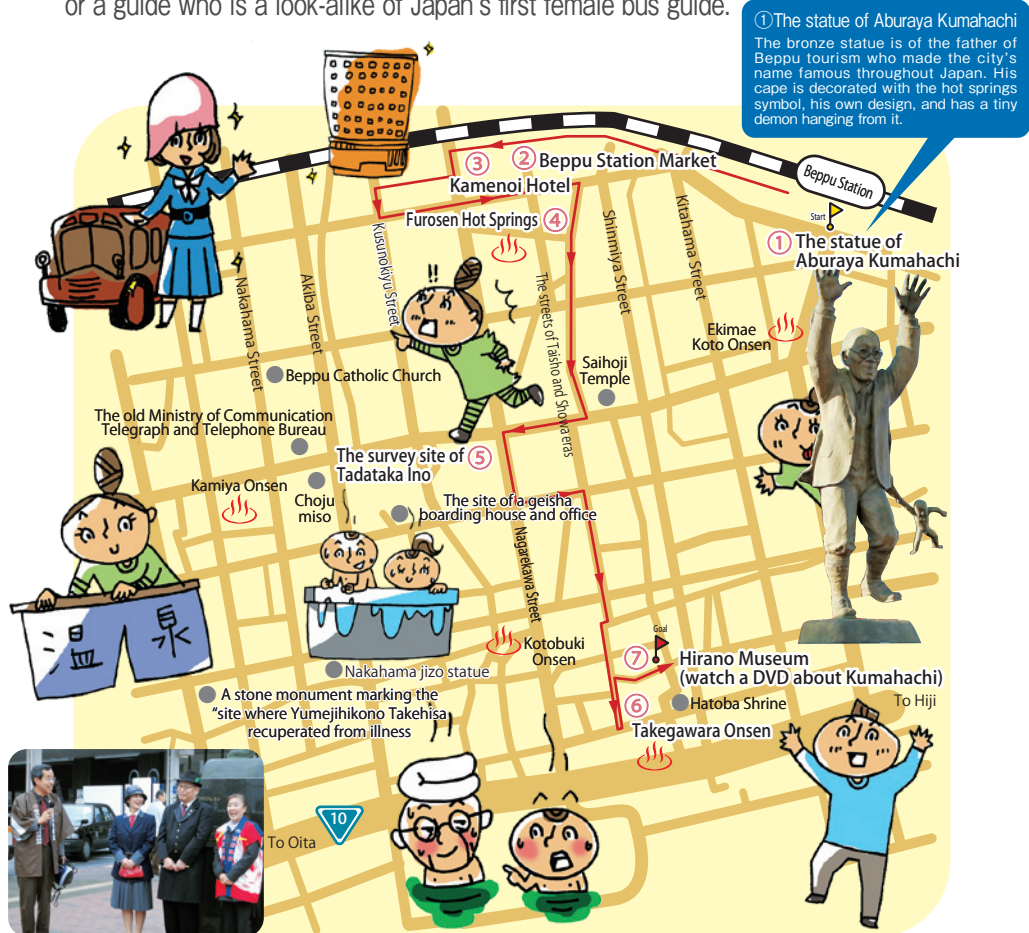 or a guide who is a look-alike of Japan's first female bus guide.
①The statue of Aburaya Kumahachi
The bronze statue is of the father of
Beppu tourism who made the city's
name famous throughout Japan. His
cape is decorated with the hot springs
symbol, his own design, and has a tiny
demon hanging from it.
Beppu Station
Start
① The statue of
Aburaya Kumahachi
② Beppu Station Market
③
Kamenoi Hotel
Furosen Hot Springs ④
Kusunokiyu Street
Shinmiya Street
Kitahama Street
Nakahama Street
Akiba Street
The streets of Taisho and Showa eras
!!
Ekimae
Koto Onsen
Saihoji
Temple
Beppu Catholic Church
The old Ministry of Communication
Telegraph and Telephone Bureau
The survey site of ⑤
Tadataka Ino
Kamiya Onsen
Choju
miso
The site of a geisha
boarding house and office
Nagarekawa Street
温泉
Kotobuki
Onsen
Goal
⑦ Hirano Museum
(watch a DVD about Kumahachi)
Nakahama jizo statue
A stone monument marking the
"site where Yumejihikono Takehisa
recuperated from illness
Hatoba Shrine
To Hiji
⑥
Takegawara Onsen
10
To Oita